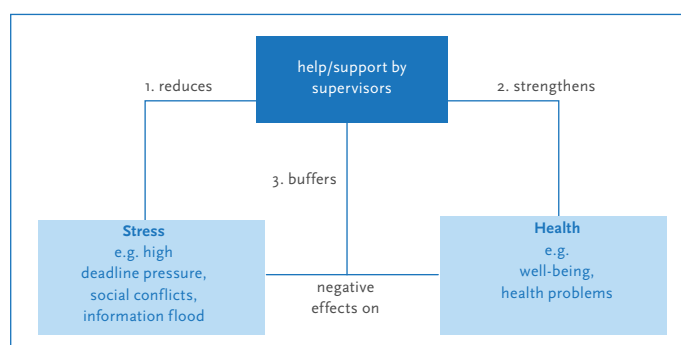 help/support by
supervisors
1. reduces
2. strengthens
3. buffers
Stress
e.g. high
deadline pressure,
social conflicts,
information flood
negative
effects on
Health
e.g.
well-being,
health problems